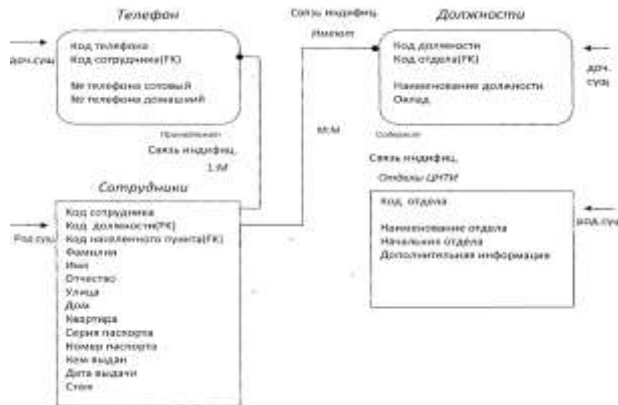 Телефон
Код телефона
Код сотрудника(FK)
№ телефона сотовый
№ телефона домашний
доч.сущ
Связь индифиц.
Имеют
Должности
Код должности
Код отдела(FK)
Наименование должности
Оклад
доч.
сущ
Принадлежат
Связь индифиц.
1:М
М:М
Содержит
Связь индифиц.
Отделы ЦНТИ
Код отдела
Наименование отдела
Начальник отдела
Дополнительная информация
род.сущ
Сотрудники
Код сотрудника
Код должности(FK)
Код населенного пункта(FK)
Фамилия
Имя
Отчество
Улица
Дом
Квартира
Серия паспорта
Номер паспорта
Кем выдан
Дата выдачи
Стаж
Род.сущ